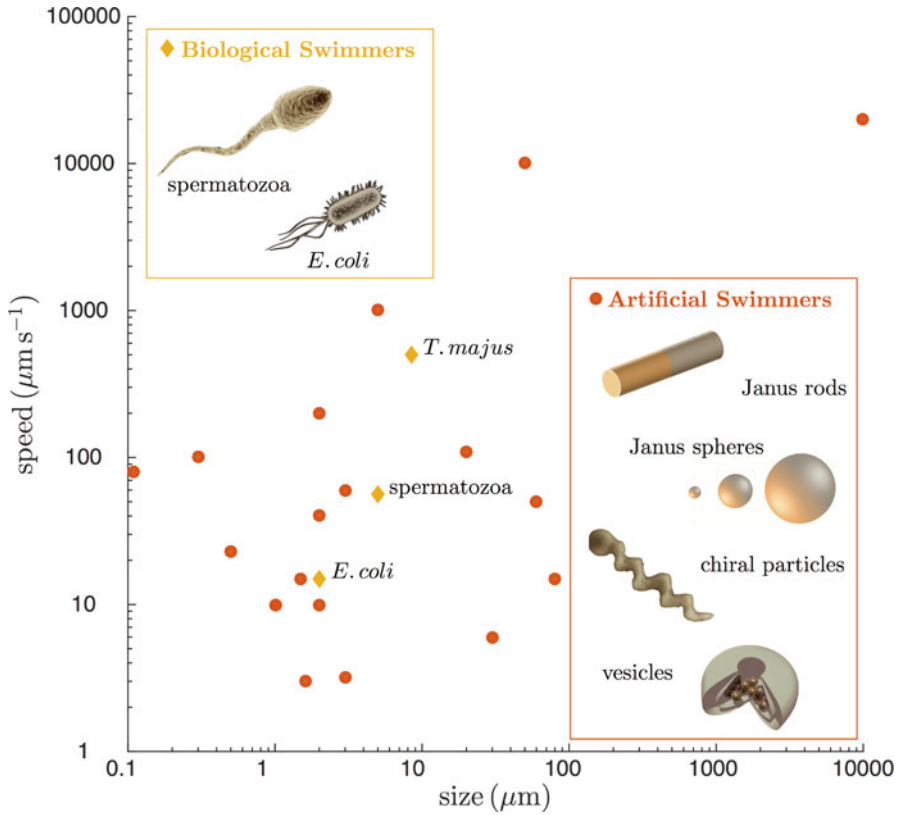 100000
10000
1000
100
10
1
speed (μm s⁻¹)
Biological Swimmers
spermatozoa
E. coli
T. majus
spermatozoa
E. coli
Artificial Swimmers
Janus rods
Janus spheres
chiral particles
vesicles
0.1 1 10 100 1000 10000
size (μm)